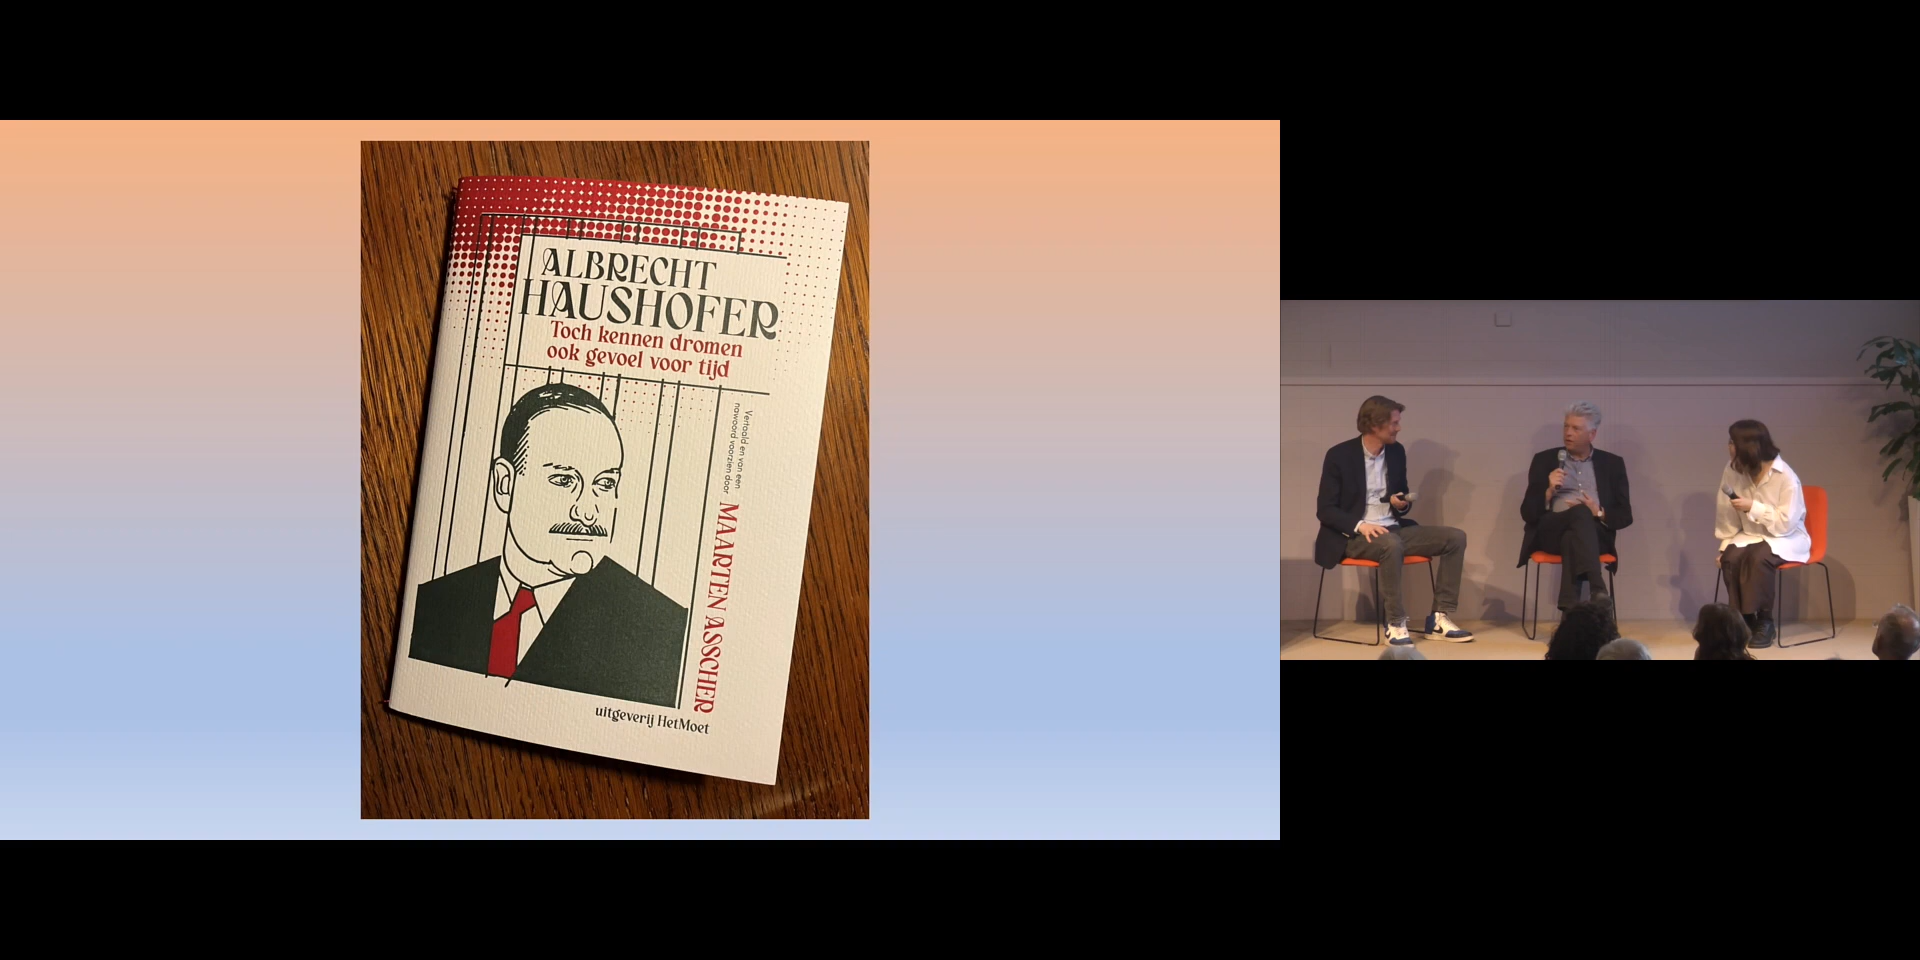 ALBRECHT
HAUSHOFER
Toch kennen dromen
ook gevoel voor tijd
Vertaald en van een
nawoord voorzien door
MAARTEN ASSCHER
uitgeverij HetMoet